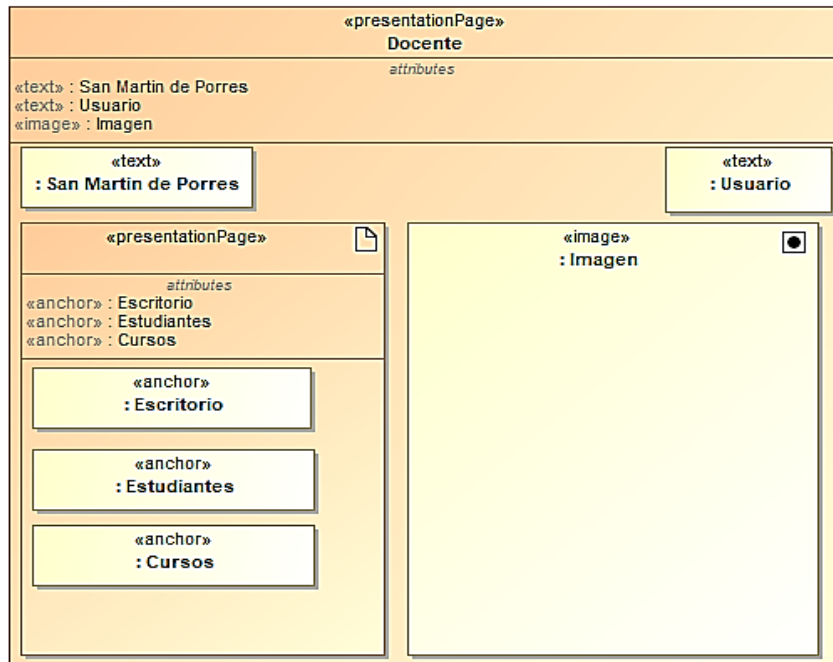 «presentationPage»
Docente
attributes
«text» : San Martin de Porres
«text» : Usuario
«image» : Imagen
«text»
: San Martin de Porres
«text»
: Usuario
«presentationPage»
attributes
«anchor» : Escritorio
«anchor» : Estudiantes
«anchor» : Cursos
«anchor»
: Escritorio
«anchor»
: Estudiantes
«anchor»
: Cursos
«image»
: Imagen